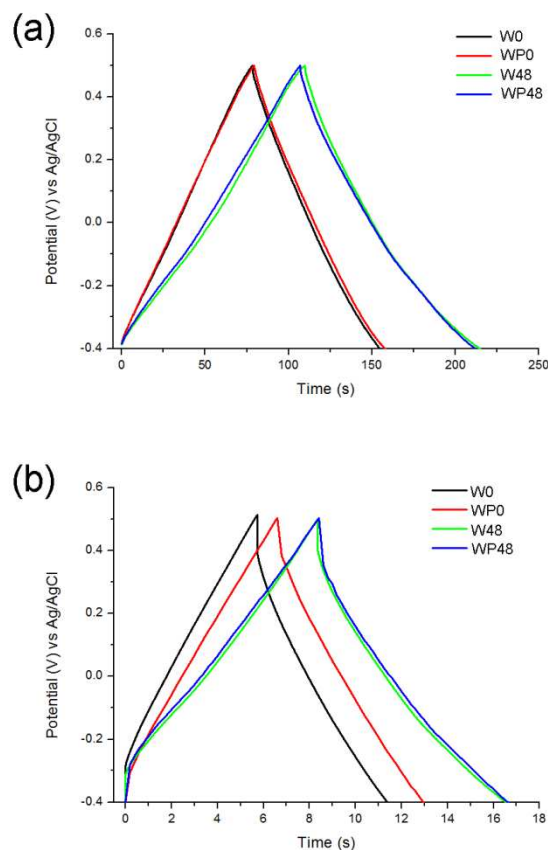 (a)
0.6
0.4
0.2
0.0
-0.2
-0.4
Potential (V) vs Ag/AgCl
W0
WP0
W48
WP48
0 50 100 150 200 250
Time (s)
(b)
0.6
0.4
0.2
0.0
-0.2
-0.4
Potential (V) vs Ag/AgCl
W0
WP0
W48
WP48
0 2 4 6 8 10 12 14 16 18
Time (s)